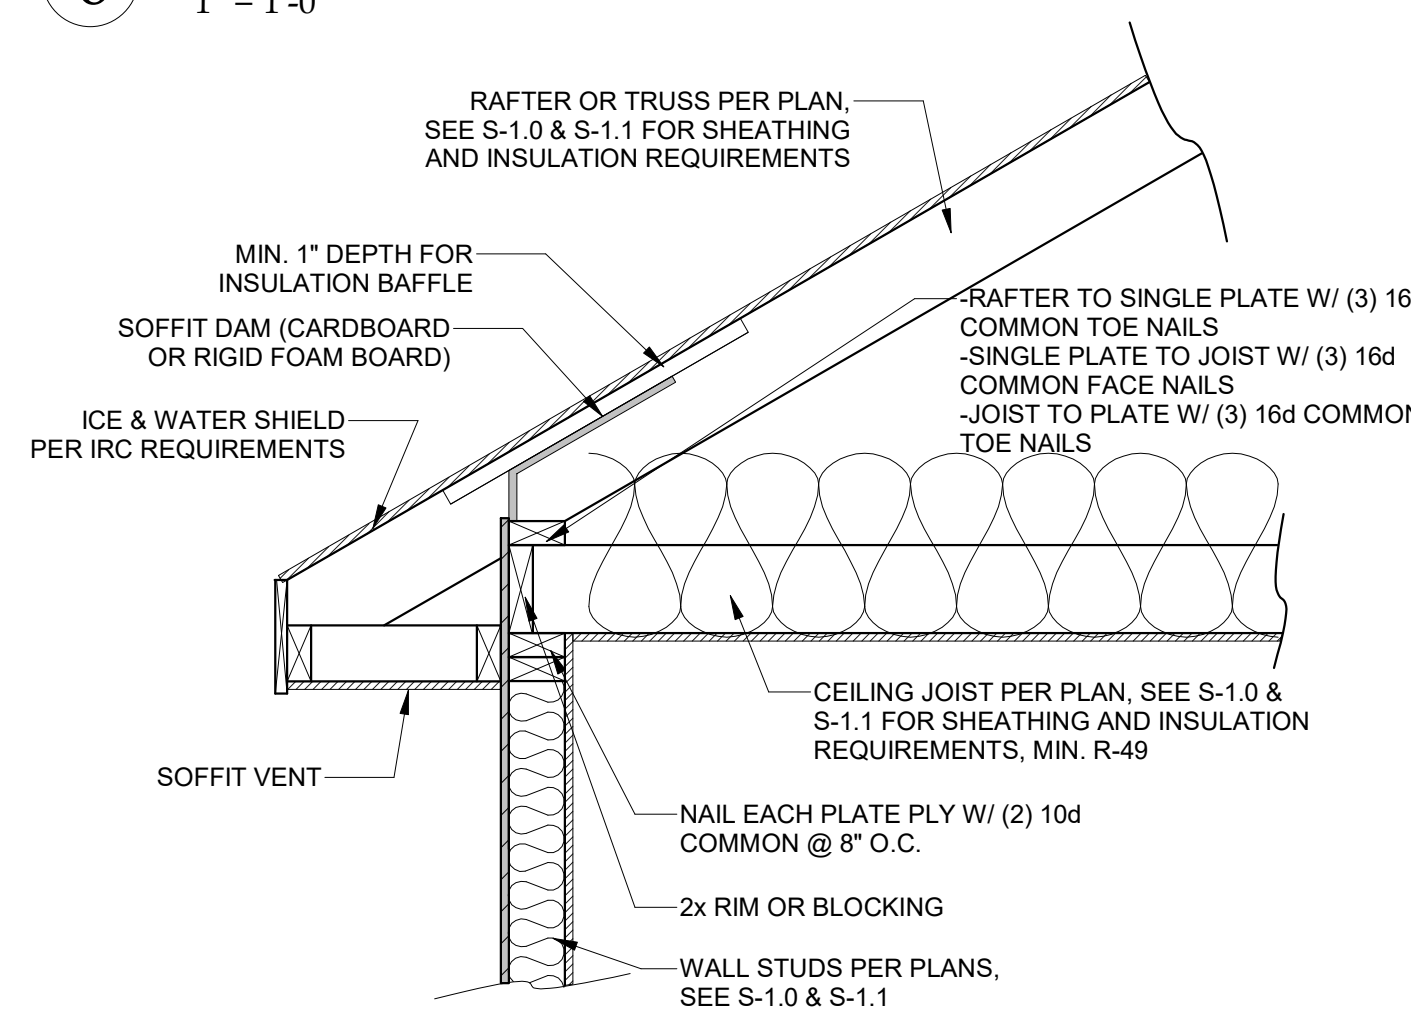 1" = 1'-0"
RAFTER OR TRUSS PER PLAN,
SEE S-1.0 & S-1.1 FOR SHEATHING
AND INSULATION REQUIREMENTS
MIN. 1" DEPTH FOR
INSULATION BAFFLE
SOFFIT DAM (CARDBOARD
OR RIGID FOAM BOARD)
ICE & WATER SHIELD
PER IRC REQUIREMENTS
-RAFTER TO SINGLE PLATE W/ (3) 16
COMMON TOE NAILS
-SINGLE PLATE TO JOIST W/ (3) 16d
COMMON FACE NAILS
-JOIST TO PLATE W/ (3) 16d COMMON
TOE NAILS
CEILING JOIST PER PLAN, SEE S-1.0 &
S-1.1 FOR SHEATHING AND INSULATION
REQUIREMENTS, MIN. R-49
SOFFIT VENT
NAIL EACH PLATE PLY W/ (2) 10d
COMMON @ 8" O.C.
2x RIM OR BLOCKING
WALL STUDS PER PLANS,
SEE S-1.0 & S-1.1